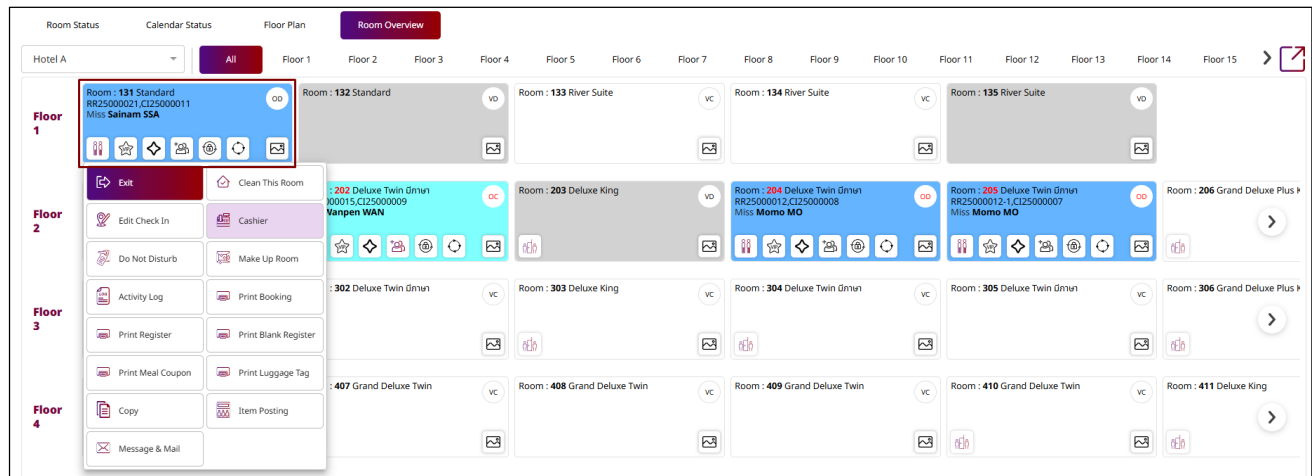 Room Status Calendar Status Floor Plan Room Overview
Hotel A All Floor 1 Floor 2 Floor 3 Floor 4 Floor 5 Floor 6 Floor 7 Floor 8 Floor 9 Floor 10 Floor 11 Floor 12 Floor 13 Floor 14 Floor 15
Floor 1
Room : 131 Standard OD
RR25000021,CI25000011
Miss Sainam SSA
Room : 132 Standard VD
Room : 133 River Suite VC
Room : 134 River Suite VC
Room : 135 River Suite VD
Exit Clean This Room
Edit Check In Cashier
Do Not Disturb Make Up Room
Activity Log Print Booking
Print Register Print Blank Register
Print Meal Coupon Print Luggage Tag
Copy Item Posting
Message & Mail
Floor 2
: 202 Deluxe Twin มีภาษา OC
000015,CI25000009
Wanpen WAN
Room : 203 Deluxe King VD
Room : 204 Deluxe Twin มีภาษา OD
RR25000012,CI25000008
Miss Momo MO
Room : 205 Deluxe Twin มีภาษา OD
RR25000012-1,CI25000007
Miss Momo MO
Room : 206 Grand Deluxe Plus K
Floor 3
: 302 Deluxe Twin มีภาษา VC
Room : 303 Deluxe King VC
Room : 304 Deluxe Twin มีภาษา VC
Room : 305 Deluxe Twin มีภาษา VC
Room : 306 Grand Deluxe Plus K
Floor 4
: 407 Grand Deluxe Twin VC
Room : 408 Grand Deluxe Twin VC
Room : 409 Grand Deluxe Twin VC
Room : 410 Grand Deluxe Twin VC
Room : 411 Deluxe King